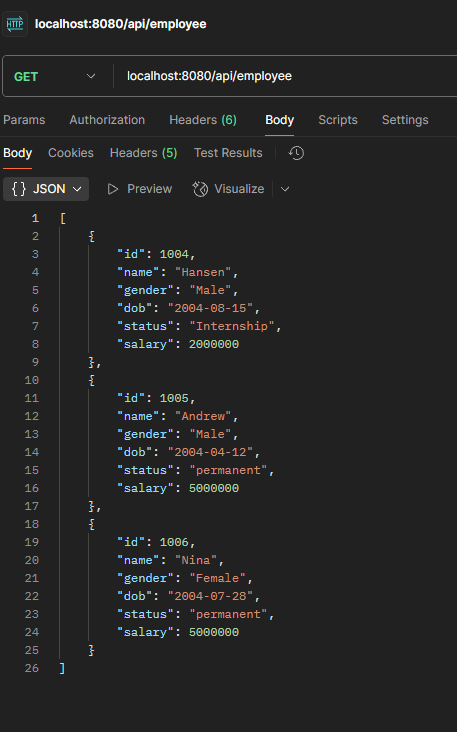 HTTP localhost:8080/api/employee
GET localhost:8080/api/employee
Params Authorization Headers (6) Body Scripts Settings
Body Cookies Headers (5) Test Results
{} JSON Preview Visualize
1 [
2 {
3 "id": 1004,
4 "name": "Hansen",
5 "gender": "Male",
6 "dob": "2004-08-15",
7 "status": "Internship",
8 "salary": 2000000
9 },
10 {
11 "id": 1005,
12 "name": "Andrew",
13 "gender": "Male",
14 "dob": "2004-04-12",
15 "status": "permanent",
16 "salary": 5000000
17 },
18 {
19 "id": 1006,
20 "name": "Nina",
21 "gender": "Female",
22 "dob": "2004-07-28",
23 "status": "permanent",
24 "salary": 5000000
25 }
26 ]